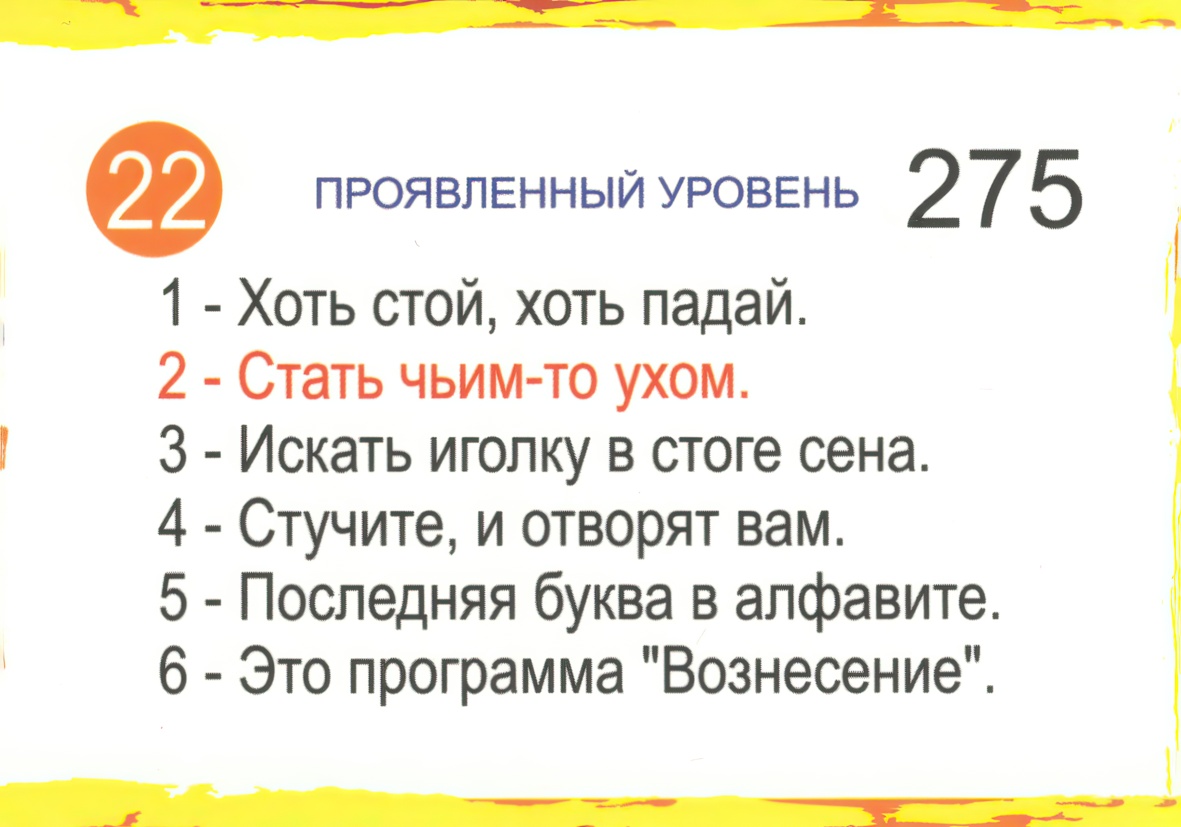 22 ПРОЯВЛЕННЫЙ УРОВЕНЬ 275
1 - Хоть стой, хоть падай.
2 - Стать чьим-то ухом.
3 - Искать иголку в стоге сена.
4 - Стучите, и отворят вам.
5 - Последняя буква в алфавите.
6 - Это программа "Вознесение".